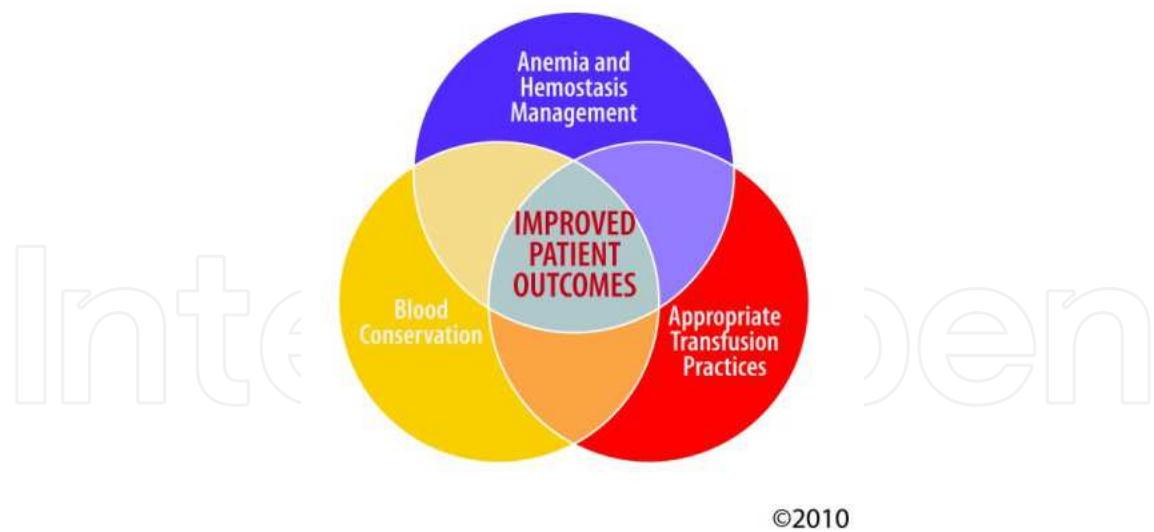 Anemia and
Hemostasis
Management
IMPROVED
PATIENT
OUTCOMES
Blood
Conservation
Appropriate
Transfusion
Practices
©2010